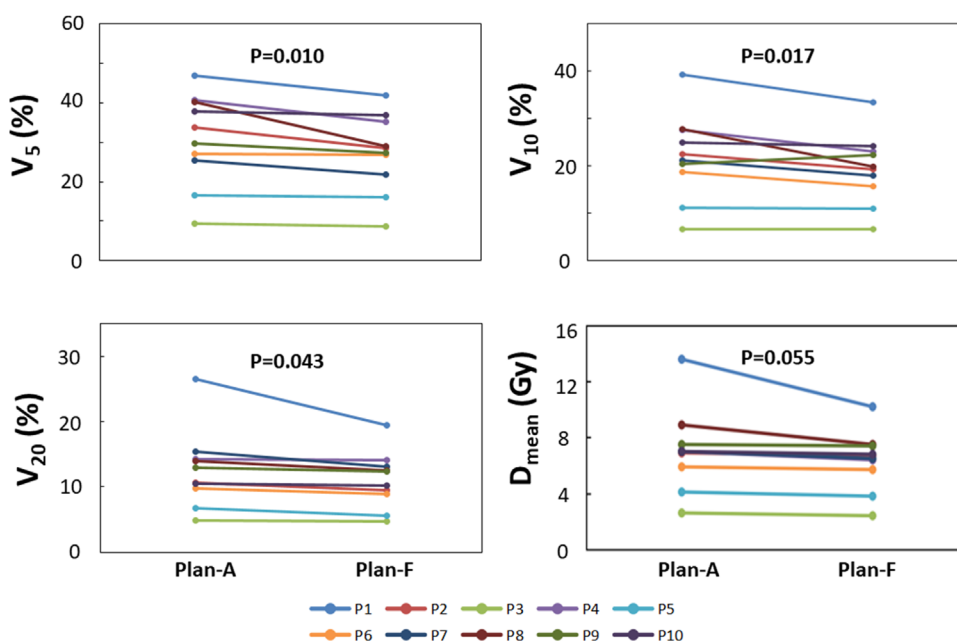 P=0.010
V5 (%)
60
40
20
0
P=0.017
V10 (%)
40
20
0
P=0.043
V20 (%)
30
20
10
0
Plan-A Plan-F
P=0.055
Dmean (Gy)
16
12
8
4
0
Plan-A Plan-F
P1 P2 P3 P4 P5
P6 P7 P8 P9 P10